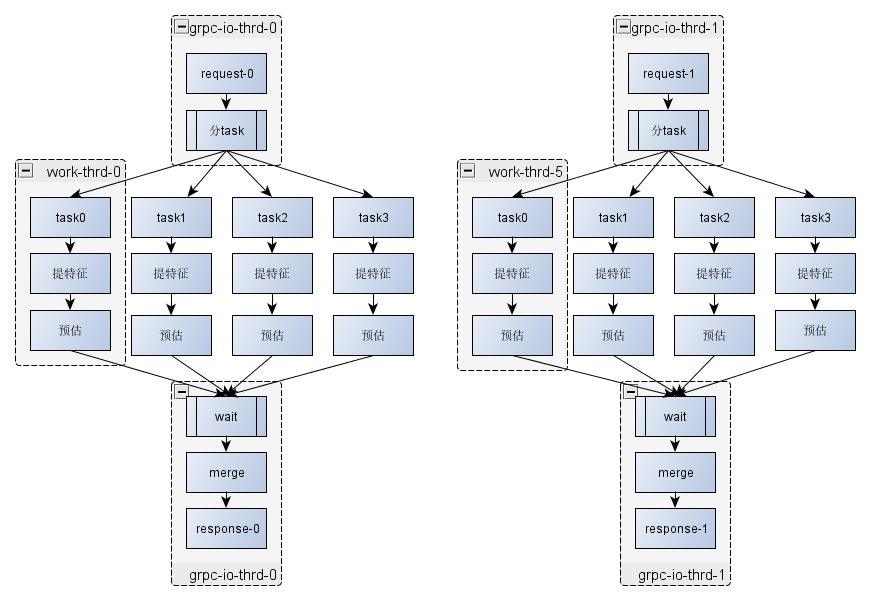 grpc-io-thrd-0
request-0
分task
work-thrd-0
task0
task1
task2
task3
提特征
提特征
提特征
提特征
预估
预估
预估
预估
wait
merge
response-0
grpc-io-thrd-0
grpc-io-thrd-1
request-1
分task
work-thrd-5
task0
task1
task2
task3
提特征
提特征
提特征
提特征
预估
预估
预估
预估
wait
merge
response-1
grpc-io-thrd-1